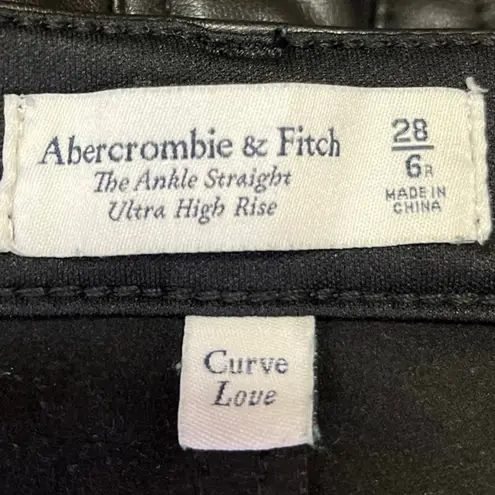 Abercrombie & Fitch
The Ankle Straight
Ultra High Rise
28
6R
MADE IN
CHINA
Curve
Love